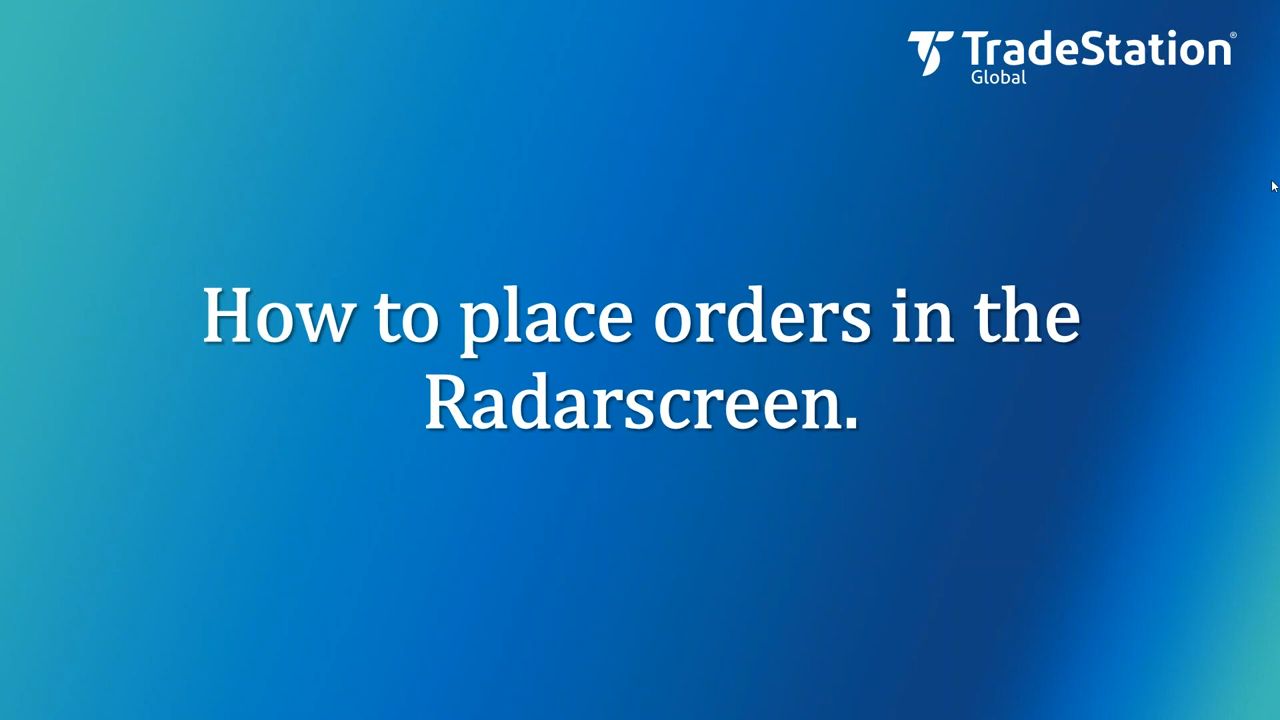 TradeStation®
Global
How to place orders in the
Radarscreen.